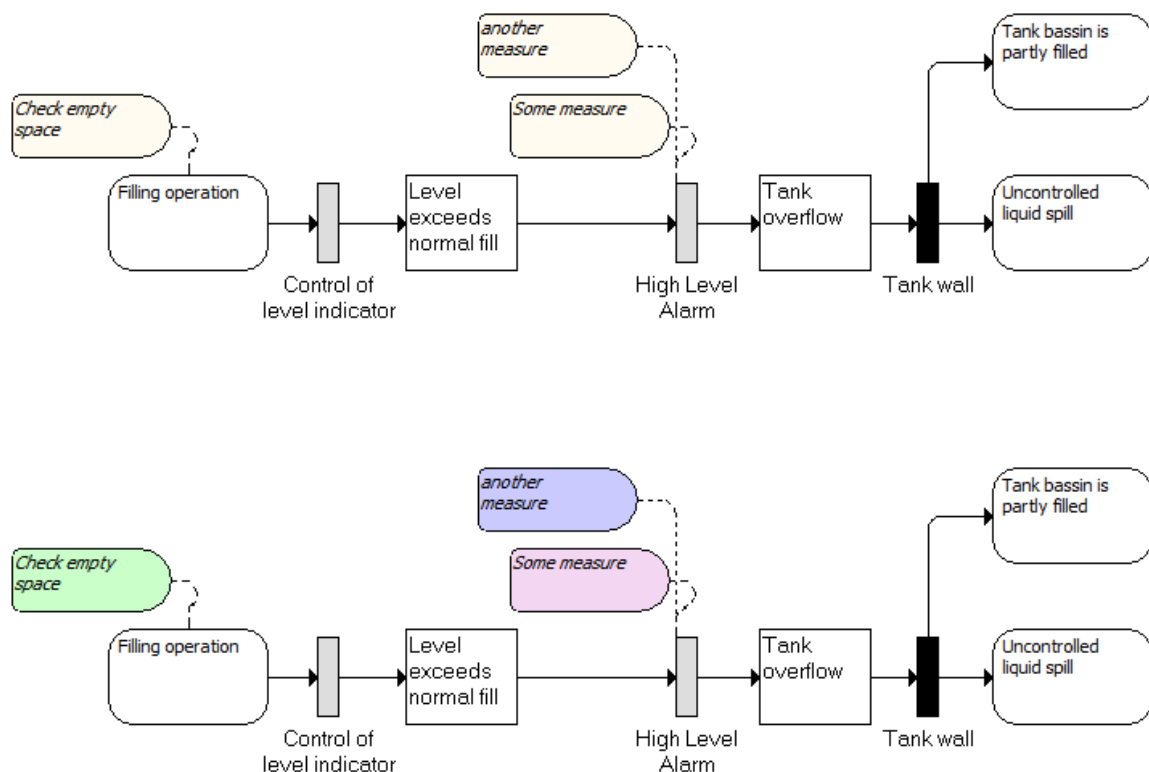 another
measure
Tank bassin is
partly filled
Check empty
space
Some measure
Filling operation
Level
exceeds
normal fill
Tank
overflow
Uncontrolled
liquid spill
Control of
level indicator
High Level
Alarm
Tank wall
another
measure
Tank bassin is
partly filled
Check empty
space
Some measure
Filling operation
Level
exceeds
normal fill
Tank
overflow
Uncontrolled
liquid spill
Control of
level indicator
High Level
Alarm
Tank wall